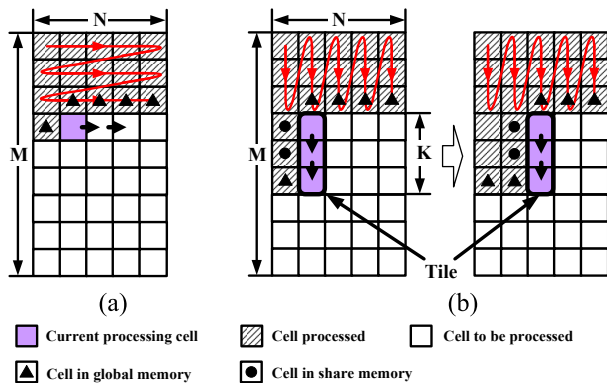 N
N
M
M
K
Tile
(a)
(b)
Current processing cell
Cell processed
Cell to be processed
Cell in global memory
Cell in share memory